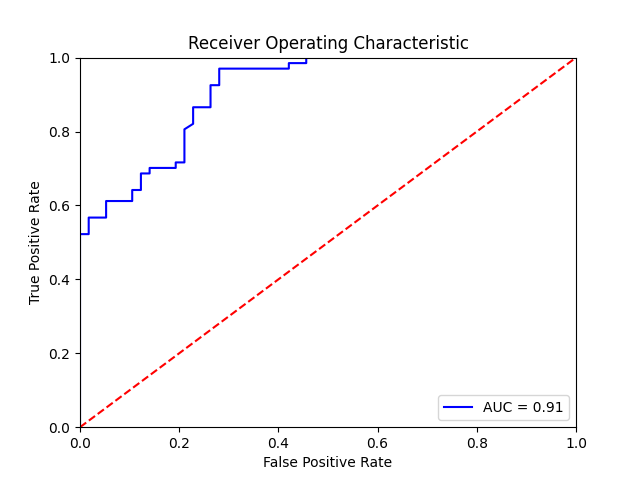 Receiver Operating Characteristic
True Positive Rate
1.0
0.8
0.6
0.4
0.2
0.0
AUC = 0.91
0.0 0.2 0.4 0.6 0.8 1.0
False Positive Rate